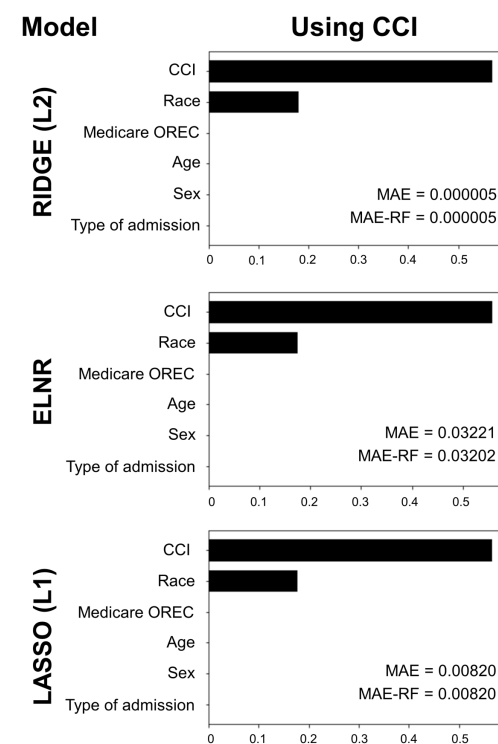 Model Using CCI
RIDGE (L2)
CCI
Race
Medicare OREC
Age
Sex
Type of admission
MAE = 0.000005
MAE-RF = 0.000005
0 0.1 0.2 0.3 0.4 0.5
ELNR
CCI
Race
Medicare OREC
Age
Sex
Type of admission
MAE = 0.03221
MAE-RF = 0.03202
0 0.1 0.2 0.3 0.4 0.5
LASSO (L1)
CCI
Race
Medicare OREC
Age
Sex
Type of admission
MAE = 0.00820
MAE-RF = 0.00820
0 0.1 0.2 0.3 0.4 0.5